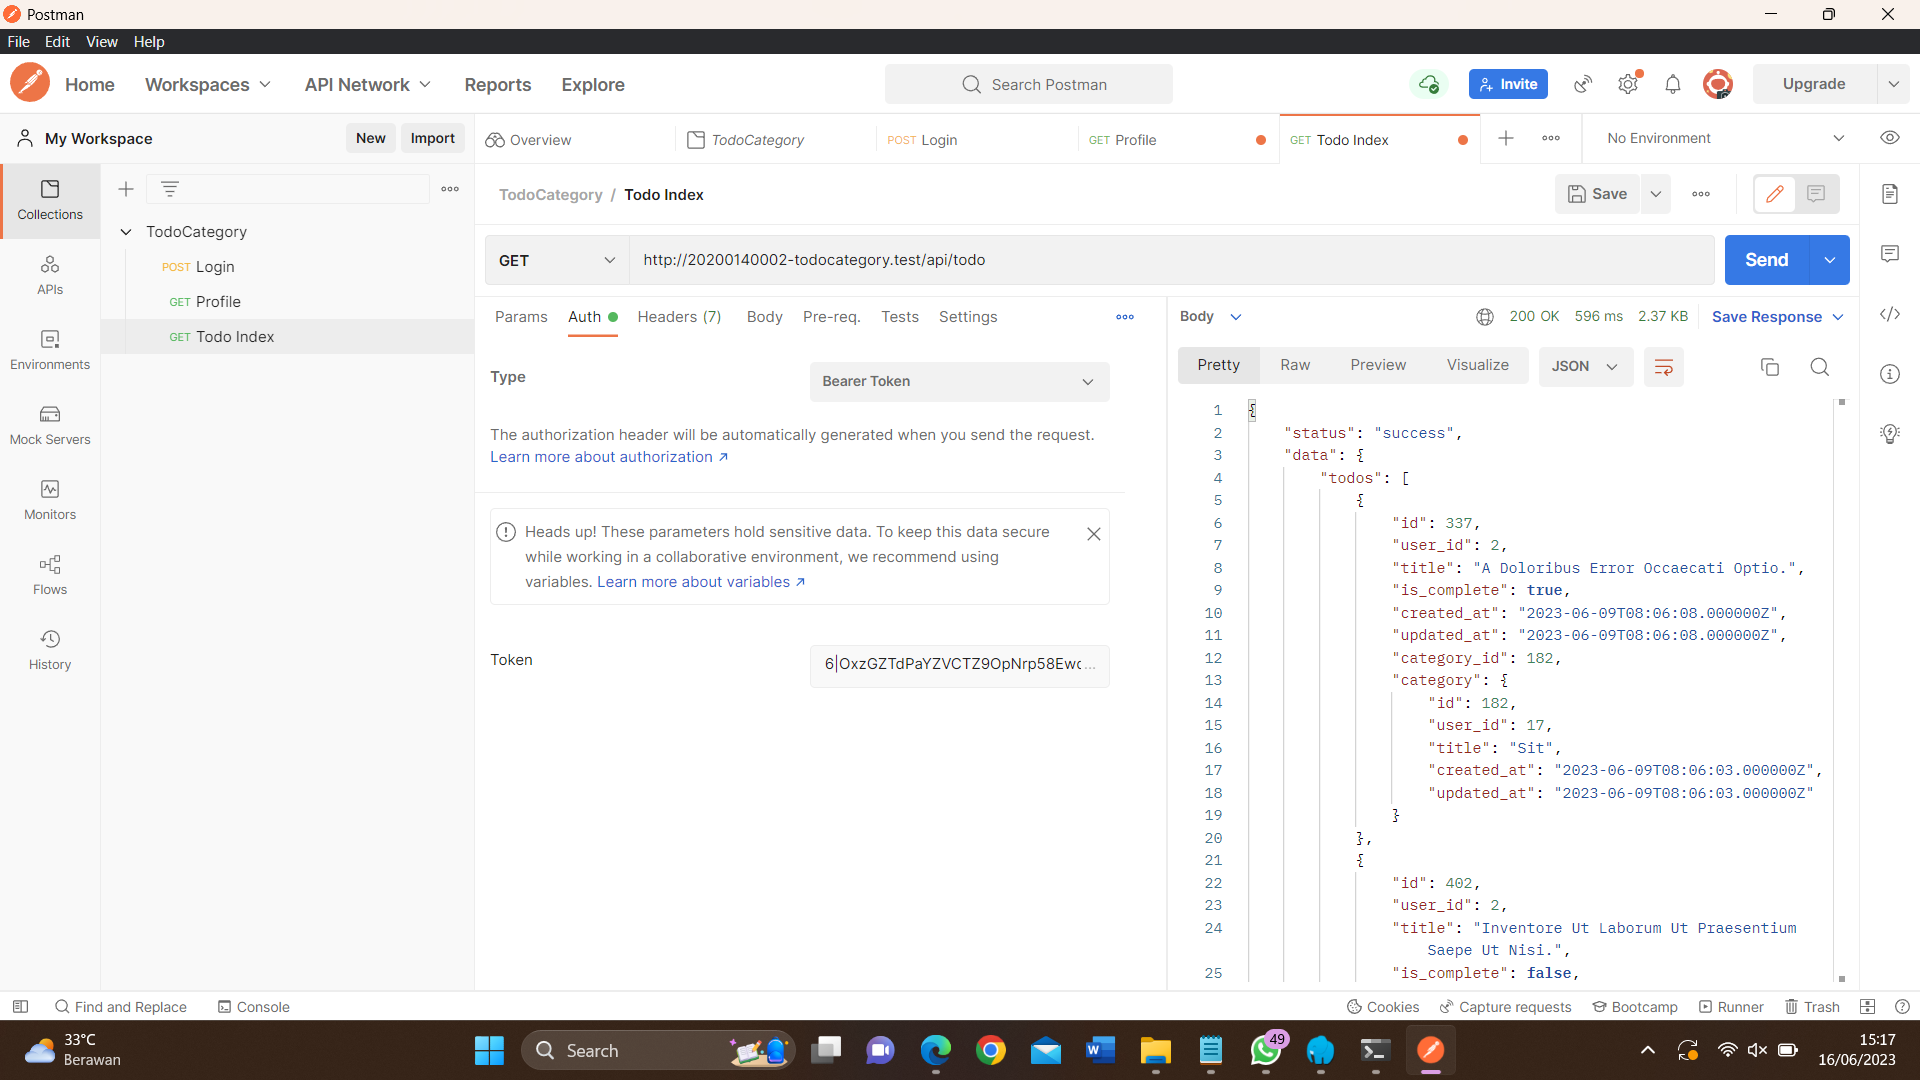 Postman
File Edit View Help
Home Workspaces API Network Reports Explore Search Postman Invite Upgrade
My Workspace New Import Overview TodoCategory POST Login GET Profile GET Todo Index No Environment
TodoCategory / Todo Index Save
Collections
APIs
Environments
Mock Servers
Monitors
Flows
History
TodoCategory
POST Login
GET Profile
GET Todo Index
GET http://20200140002-todocategory.test/api/todo Send
Params Auth Headers (7) Body Pre-req. Tests Settings
Type Bearer Token
The authorization header will be automatically generated when you send the request.
Learn more about authorization ↗
Heads up! These parameters hold sensitive data. To keep this data secure
while working in a collaborative environment, we recommend using
variables. Learn more about variables ↗
Token 6|OxzGZTdPaYZVCTZ9OpNrp58Ewc...
Body 200 OK 596 ms 2.37 KB Save Response
Pretty Raw Preview Visualize JSON
1 {
2 "status": "success",
3 "data": {
4 "todos": [
5 {
6 "id": 337,
7 "user_id": 2,
8 "title": "A Doloribus Error Occaecati Optio.",
9 "is_complete": true,
10 "created_at": "2023-06-09T08:06:08.000000Z",
11 "updated_at": "2023-06-09T08:06:08.000000Z",
12 "category_id": 182,
13 "category": {
14 "id": 182,
15 "user_id": 17,
16 "title": "Sit",
17 "created_at": "2023-06-09T08:06:03.000000Z",
18 "updated_at": "2023-06-09T08:06:03.000000Z"
19 }
20 },
21 {
22 "id": 402,
23 "user_id": 2,
24 "title": "Inventore Ut Laborum Ut Praesentium
Saepe Ut Nisi.",
25 "is_complete": false,
Find and Replace Console Cookies Capture requests Bootcamp Runner Trash
33°C
Berawan
Search
49
15:17
16/06/2023